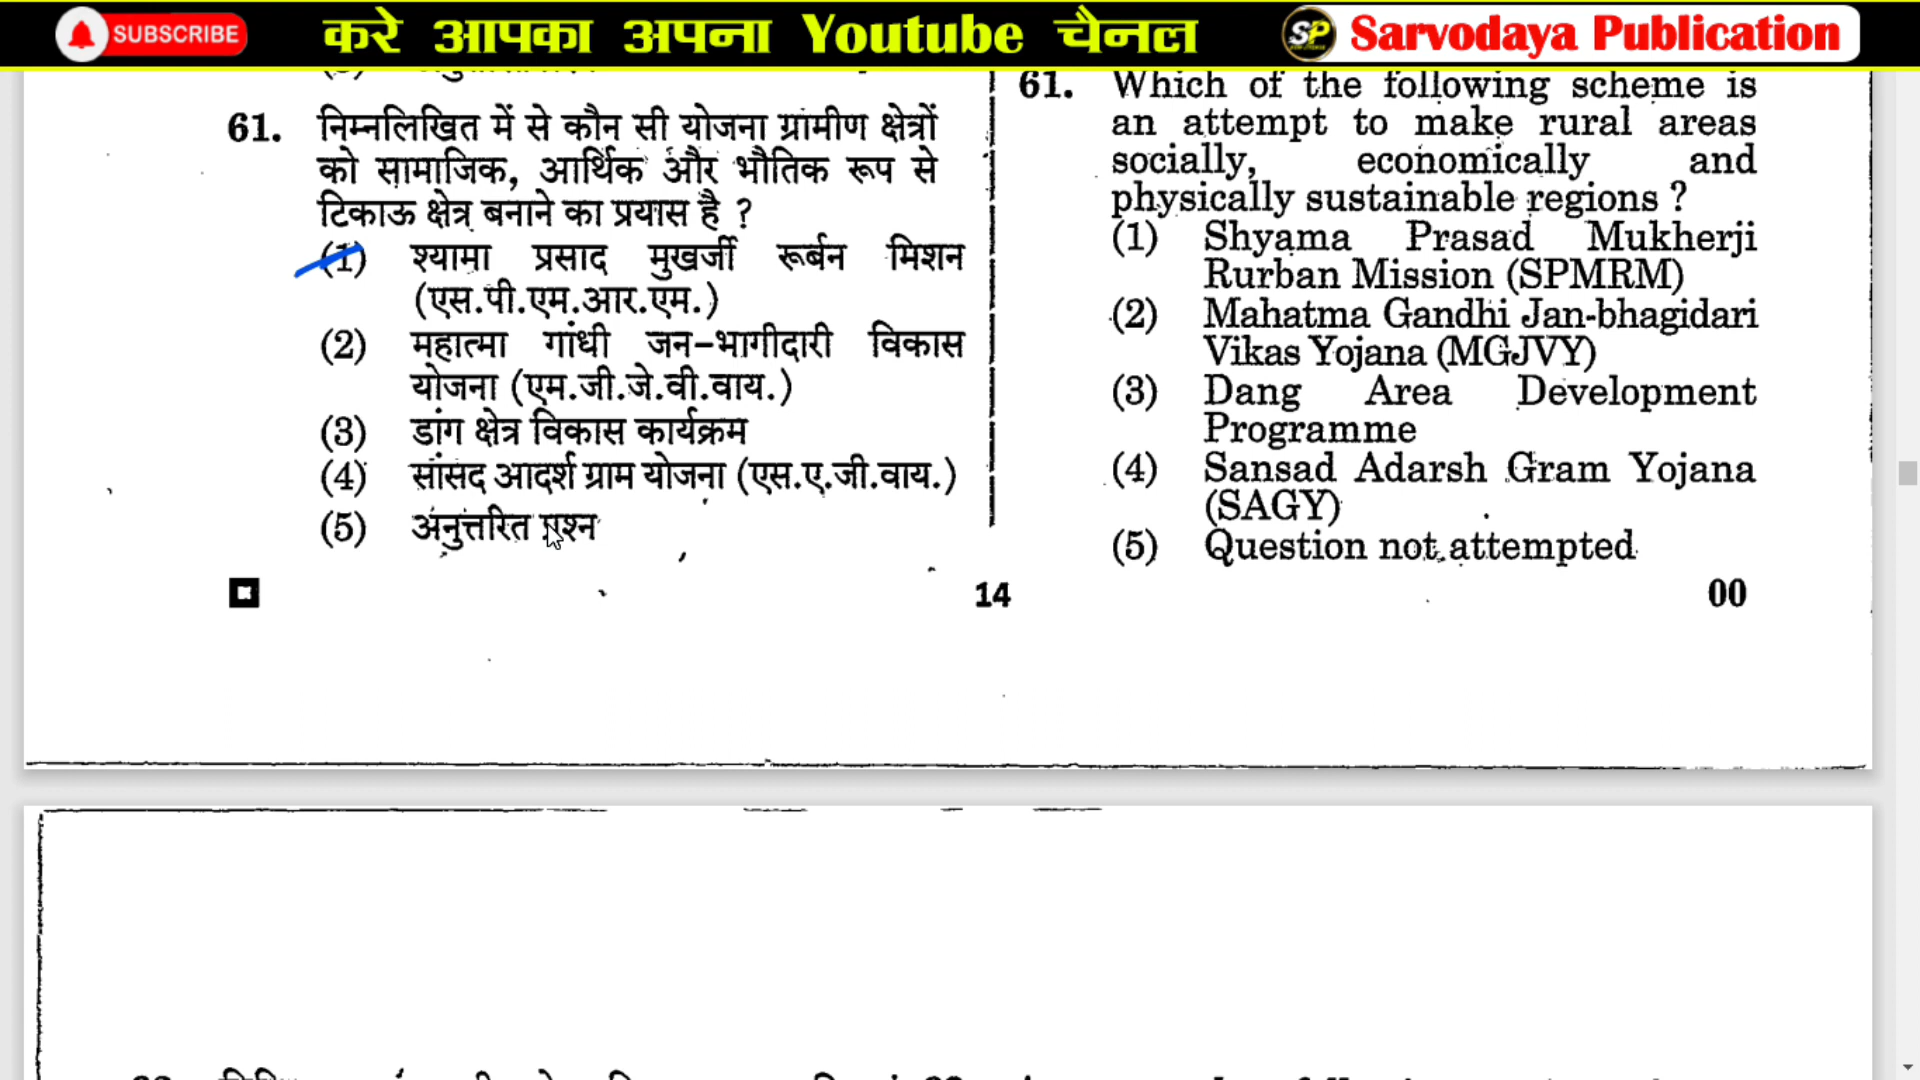 SUBSCRIBE करे आपका अपना Youtube चैनल SP Sarvodaya Publication
61. निम्नलिखित में से कौन सी योजना ग्रामीण क्षेत्रों
को सामाजिक, आर्थिक और भौतिक रूप से
टिकाऊ क्षेत्र बनाने का प्रयास है ?
(1) श्यामा प्रसाद मुखर्जी रूर्बन मिशन
(एस.पी.एम.आर.एम.)
(2) महात्मा गांधी जन-भागीदारी विकास
योजना (एम.जी.जे.वी.वाय.)
(3) डांग क्षेत्र विकास कार्यक्रम
(4) सांसद आदर्श ग्राम योजना (एस.ए.जी.वाय.)
(5) अनुत्तरित प्रश्न
61. Which of the following scheme is
an attempt to make rural areas
socially, economically and
physically sustainable regions ?
(1) Shyama Prasad Mukherji
Rurban Mission (SPMRM)
(2) Mahatma Gandhi Jan-bhagidari
Vikas Yojana (MGJVY)
(3) Dang Area Development
Programme
(4) Sansad Adarsh Gram Yojana
(SAGY)
(5) Question not attempted
14
00